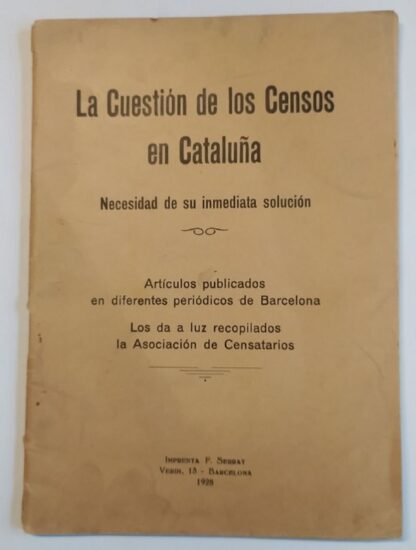 La Cuestión de los Censos
en Cataluña
Necesidad de su inmediata solución
Artículos publicados
en diferentes periódicos de Barcelona
Los da a luz recopilados
la Asociación de Censatarios
Imprenta F. Serrat
Verdi, 15 - Barcelona
1928